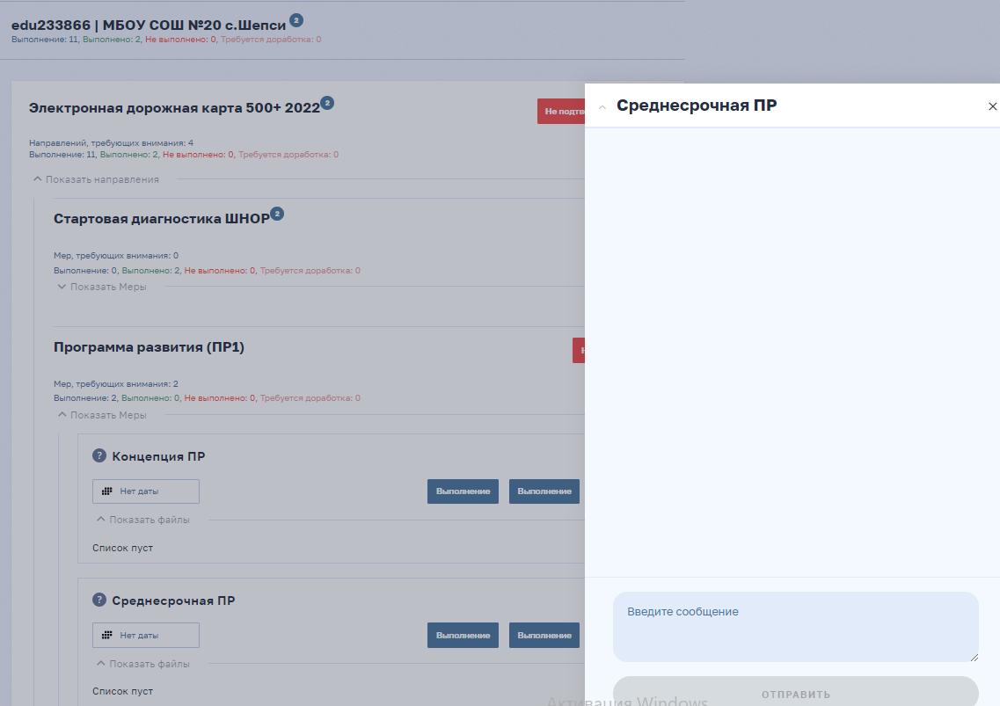 edu233866 | МБОУ СОШ №20 с.Шепси 2
Выполнение: 11, Выполнено: 2, Не выполнено: 0, Требуется доработка: 0
Электронная дорожная карта 500+ 2022 2
Не подтв
Направлений, требующих внимания: 4
Выполнение: 11, Выполнено: 2, Не выполнено: 0, Требуется доработка: 0
Показать направления
Стартовая диагностика ШНОР 2
Мер, требующих внимания: 0
Выполнение: 0, Выполнено: 2, Не выполнено: 0, Требуется доработка: 0
Показать Меры
Программа развития (ПР1)
Мер, требующих внимания: 2
Выполнение: 2, Выполнено: 0, Не выполнено: 0, Требуется доработка: 0
Показать Меры
? Концепция ПР
Нет даты
Выполнение Выполнение
Показать файлы
Список пуст
? Среднесрочная ПР
Нет даты
Выполнение Выполнение
Показать файлы
Список пуст
Среднесрочная ПР
Введите сообщение
ОТПРАВИТЬ
Активация Windows